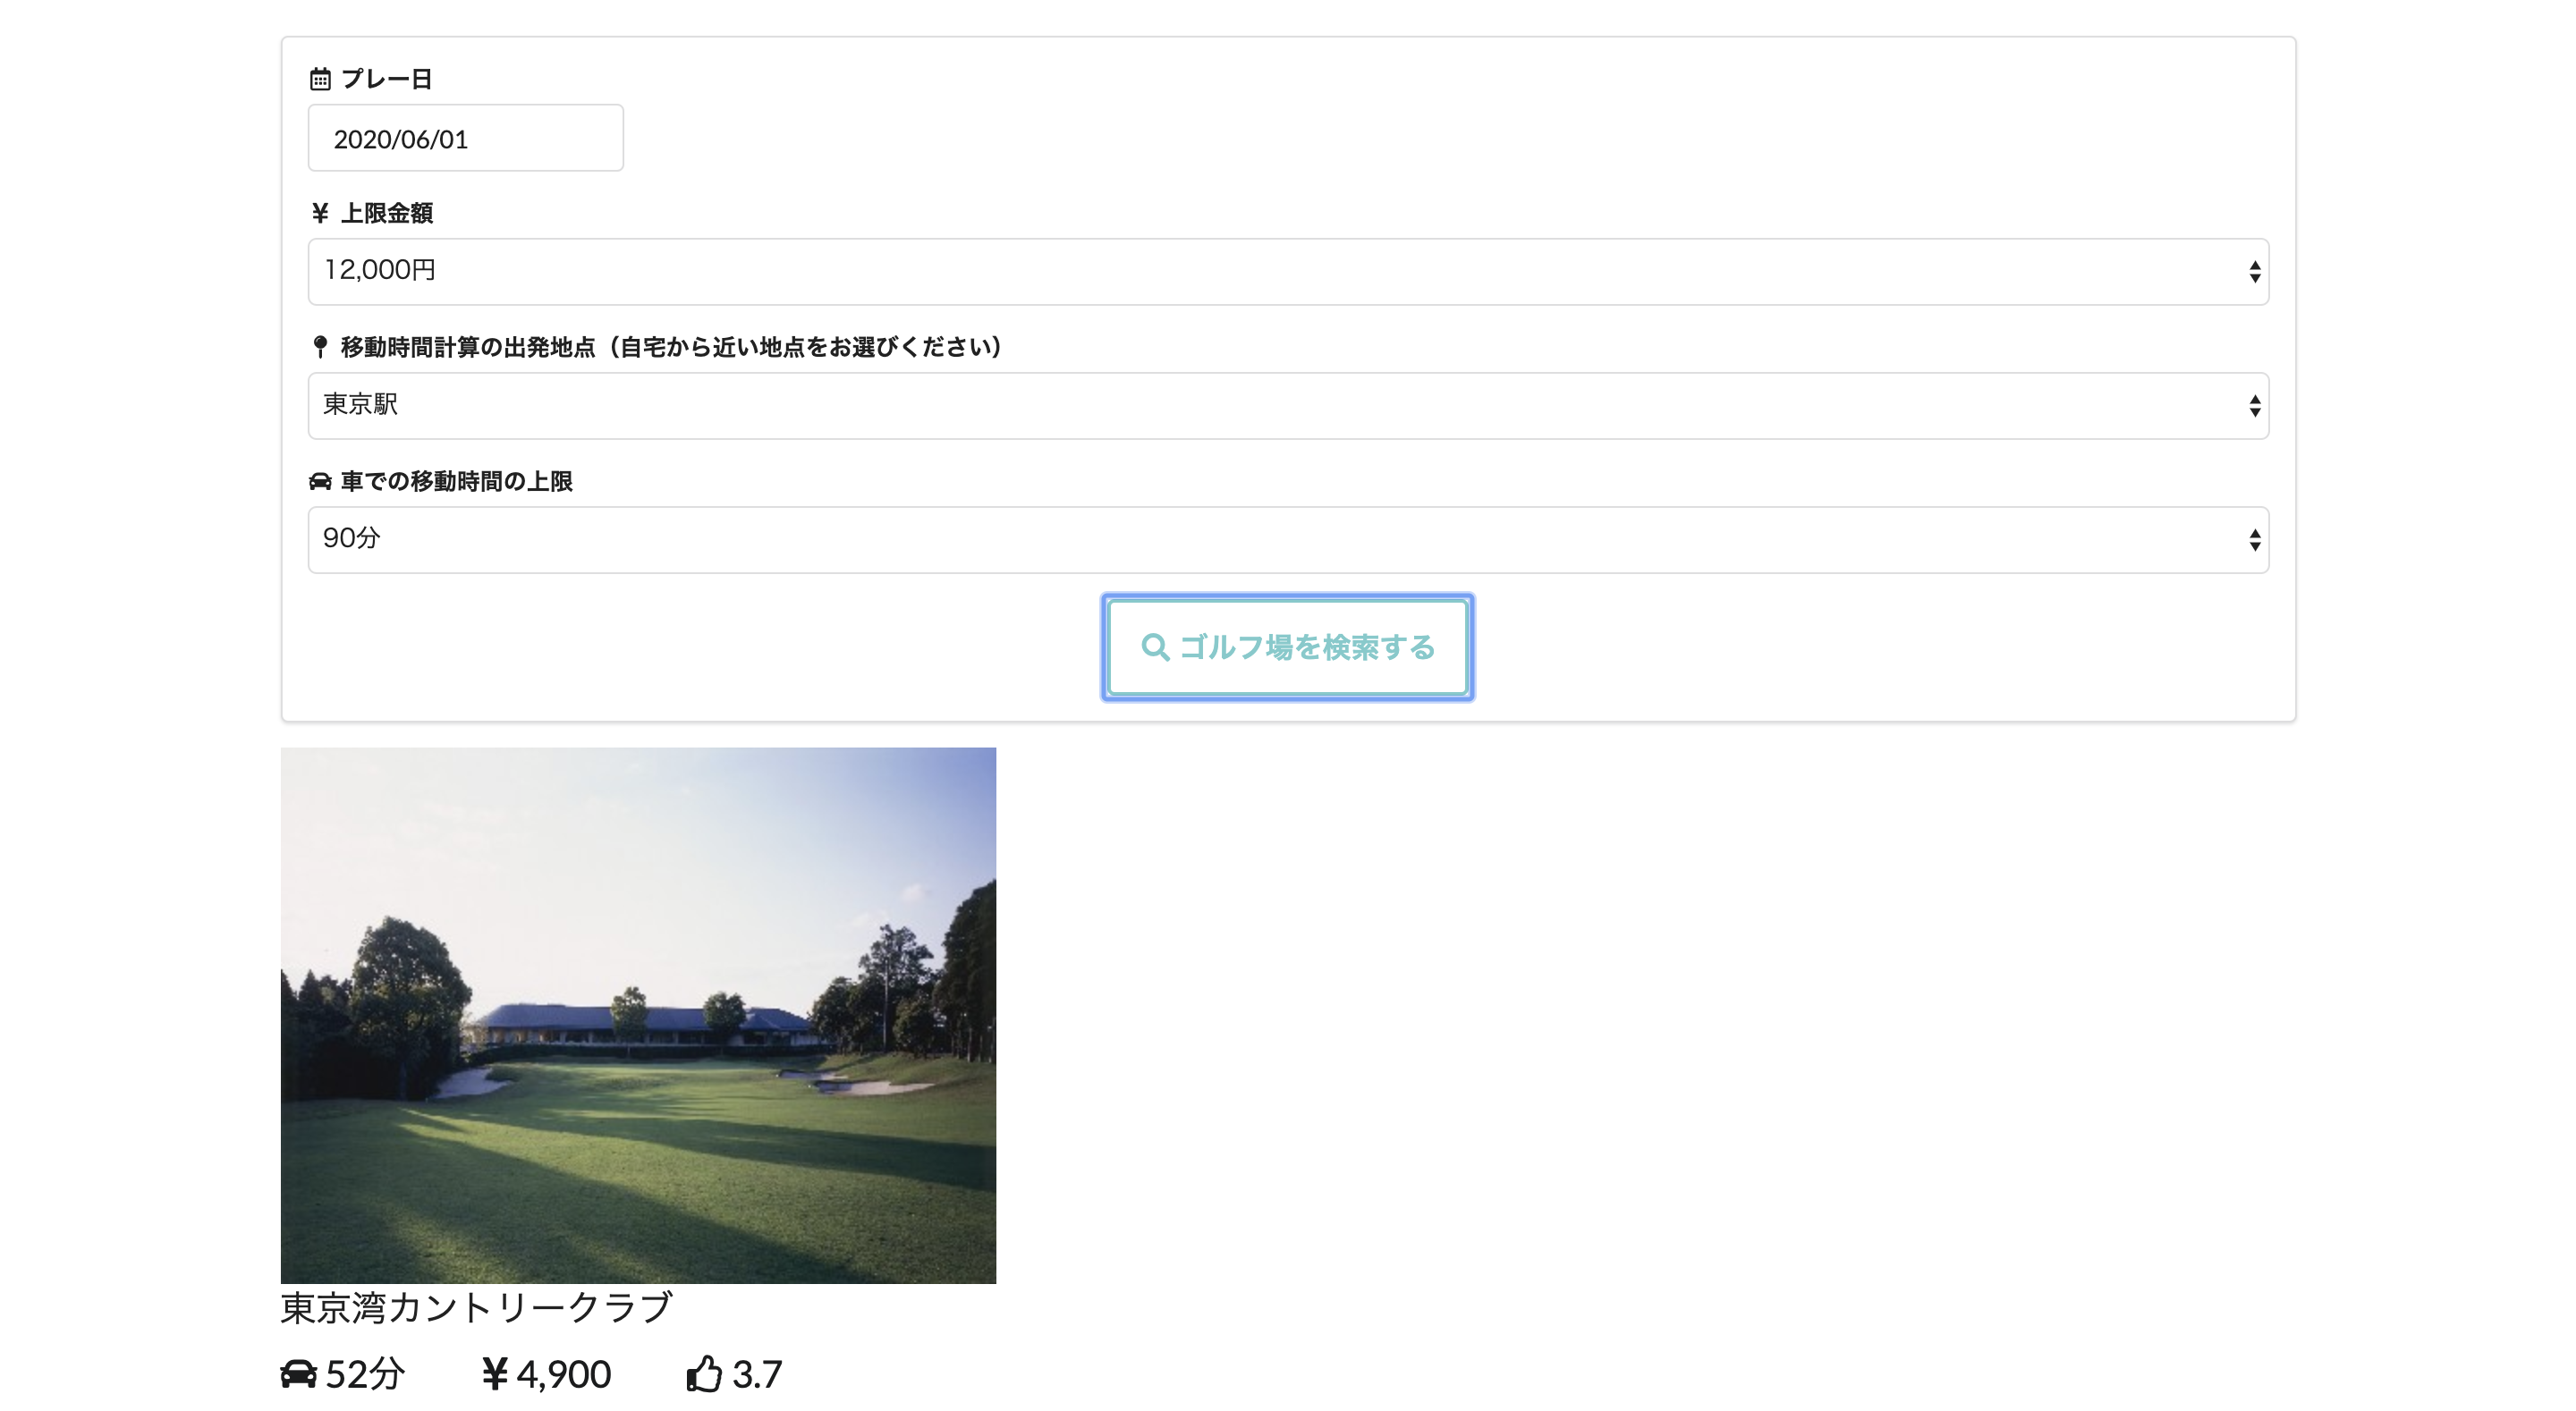 プレー日
2020/06/01
¥ 上限金額
12,000円
移動時間計算の出発地点（自宅から近い地点をお選びください）
東京駅
車での移動時間の上限
90分
ゴルフ場を検索する
東京湾カントリークラブ
52分 ¥ 4,900 3.7